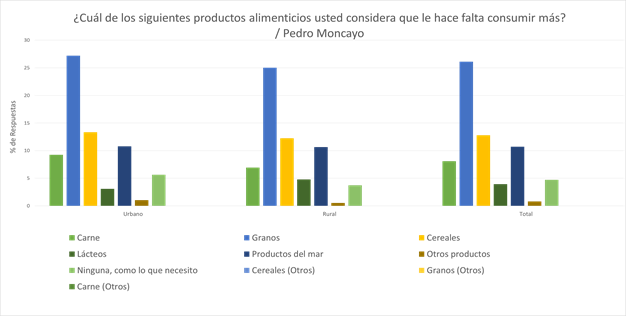 ¿Cuál de los siguientes productos alimenticios usted considera que le hace falta consumir más?
/ Pedro Moncayo
% de Respuestas
30
25
20
15
10
5
0
Urbano Rural Total
Carne Granos Cereales
Lácteos Productos del mar Otros productos
Ninguna, como lo que necesito Cereales (Otros) Granos (Otros)
Carne (Otros)